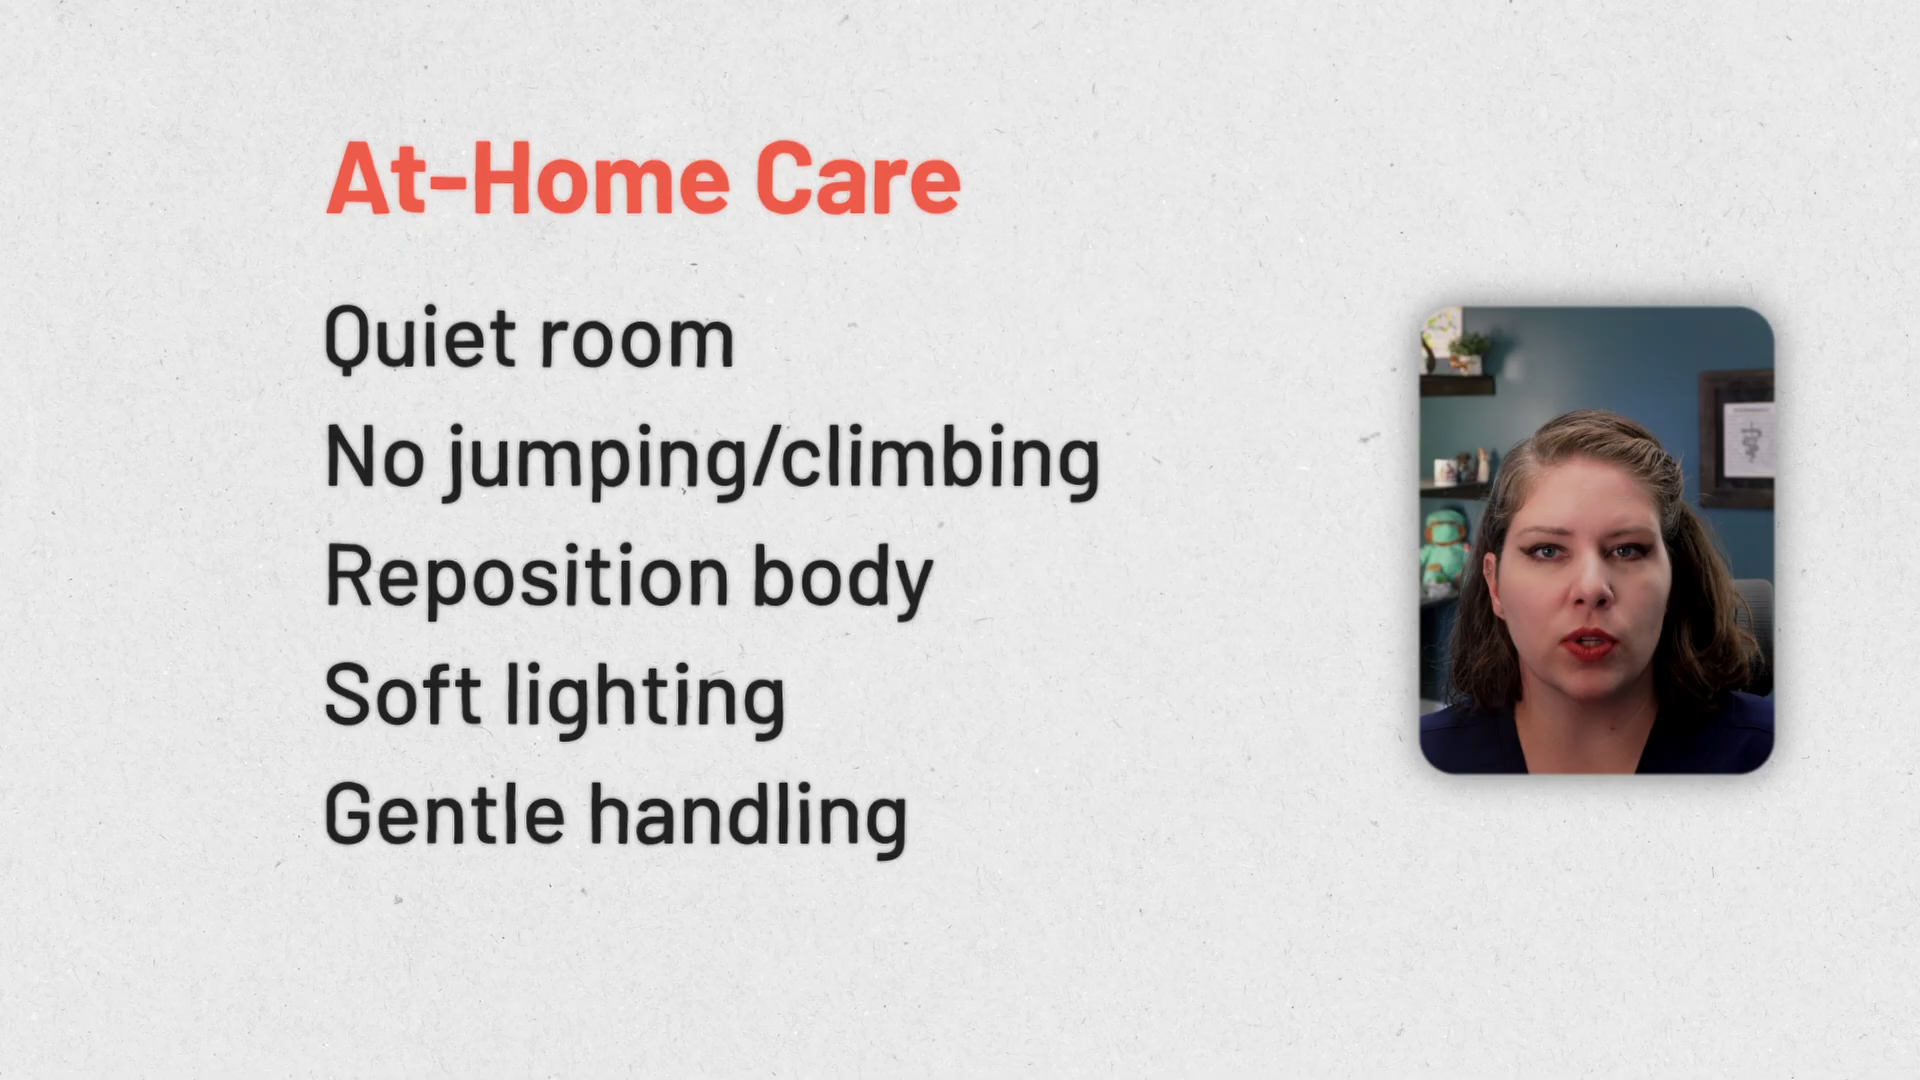 At-Home Care
Quiet room
No jumping/climbing
Reposition body
Soft lighting
Gentle handling